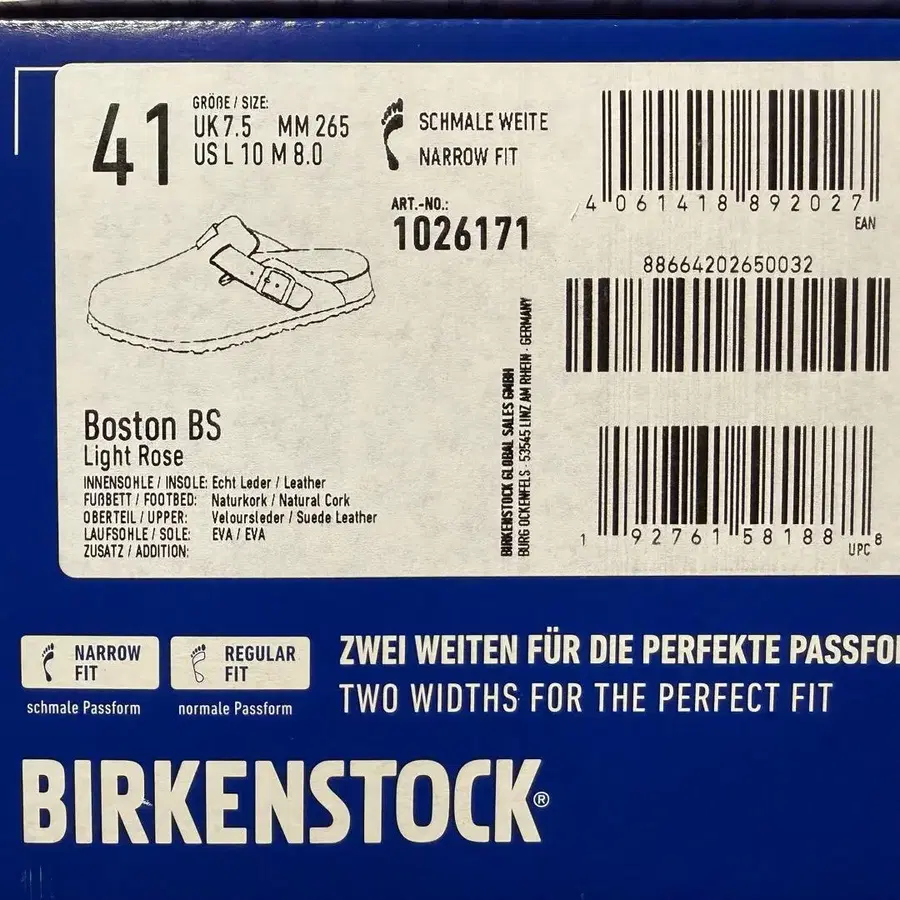 41
GRÖßE / SIZE:
UK 7.5 MM 265
US L 10 M 8.0
SCHMALE WEITE
NARROW FIT
ART.-NO.:
1026171
4 061418 892027
EAN
88664202650032
BIRKENSTOCK GLOBAL SALES GMBH
BURG OCKENFELS · 53545 LINZ AM RHEIN · GERMANY
1 92761 58188 8
UPC
Boston BS
Light Rose
INNENSOHLE / INSOLE: Echt Leder / Leather
FUßBETT / FOOTBED: Naturkork / Natural Cork
OBERTEIL / UPPER: Veloursleder / Suede Leather
LAUFSOHLE / SOLE: EVA / EVA
ZUSATZ / ADDITION:
NARROW FIT
schmale Passform
REGULAR FIT
normale Passform
ZWEI WEITEN FÜR DIE PERFEKTE PASSFO
TWO WIDTHS FOR THE PERFECT FIT
BIRKENSTOCK®